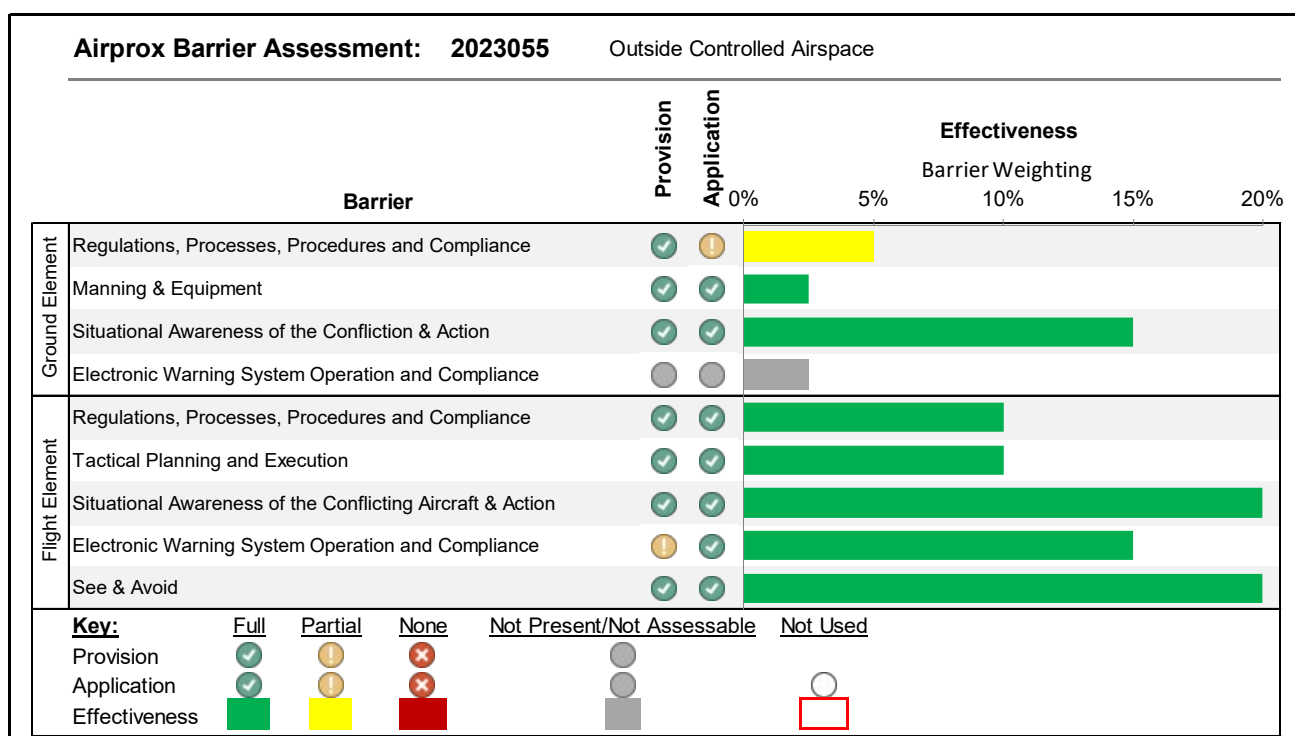 Airprox Barrier Assessment: 2023055 Outside Controlled Airspace
Provision
Application
Effectiveness
Barrier Weighting
Barrier
0% 5% 10% 15% 20%
Ground Element
Regulations, Processes, Procedures and Compliance
Manning & Equipment
Situational Awareness of the Confliction & Action
Electronic Warning System Operation and Compliance
Flight Element
Regulations, Processes, Procedures and Compliance
Tactical Planning and Execution
Situational Awareness of the Conflicting Aircraft & Action
Electronic Warning System Operation and Compliance
See & Avoid
Key: Full Partial None Not Present/Not Assessable Not Used
Provision
Application
Effectiveness